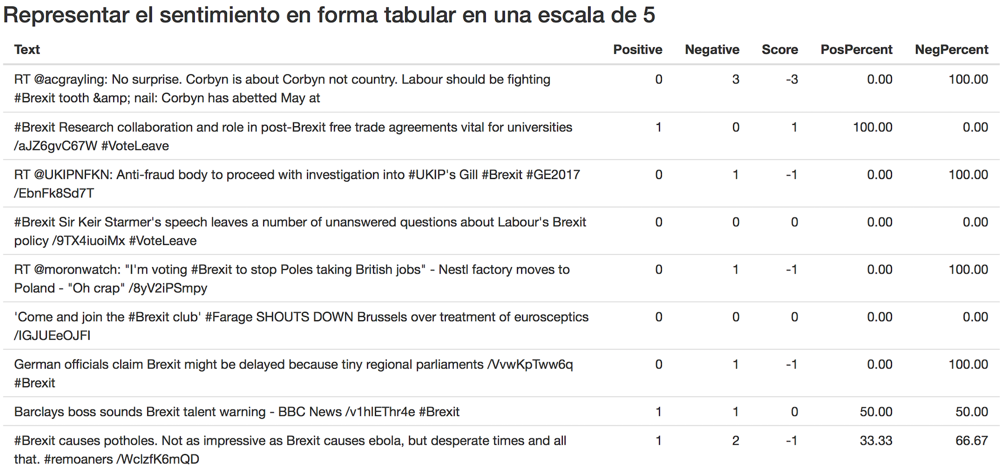 Representar el sentimiento en forma tabular en una escala de 5
Text Positive Negative Score PosPercent NegPercent
RT @acgrayling: No surprise. Corbyn is about Corbyn not country. Labour should be fighting 0 3 -3 0.00 100.00
#Brexit tooth &amp; nail: Corbyn has abetted May at
#Brexit Research collaboration and role in post-Brexit free trade agreements vital for universities 1 0 1 100.00 0.00
/aJZ6gvC67W #VoteLeave
RT @UKIPNFKN: Anti-fraud body to proceed with investigation into #UKIP's Gill #Brexit #GE2017 0 1 -1 0.00 100.00
/EbnFk8Sd7T
#Brexit Sir Keir Starmer's speech leaves a number of unanswered questions about Labour's Brexit 0 0 0 0.00 0.00
policy /9TX4iuoiMx #VoteLeave
RT @moronwatch: "I'm voting #Brexit to stop Poles taking British jobs" - Nestl factory moves to 0 1 -1 0.00 100.00
Poland - "Oh crap" /8yV2iPSmpy
'Come and join the #Brexit club' #Farage SHOUTS DOWN Brussels over treatment of eurosceptics 0 0 0 0.00 0.00
/IGJUEeOJFI
German officials claim Brexit might be delayed because tiny regional parliaments /VvwKpTww6q 0 1 -1 0.00 100.00
#Brexit
Barclays boss sounds Brexit talent warning - BBC News /v1hlEThr4e #Brexit 1 1 0 50.00 50.00
#Brexit causes potholes. Not as impressive as Brexit causes ebola, but desperate times and all 1 2 -1 33.33 66.67
that. #remoaners /WclzfK6mQD